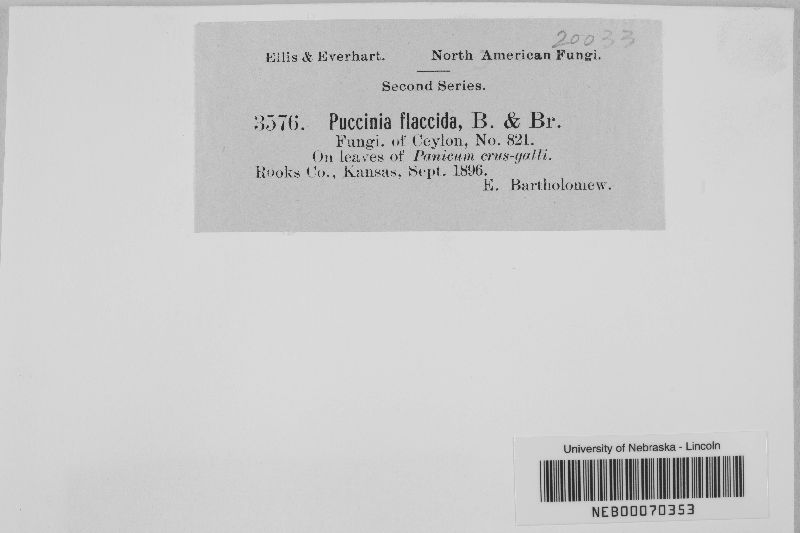 20033
Ellis & Everhart. North American Fungi.
Second Series.
3576. Puccinia flaccida, B. & Br.
Fungi. of Ceylon, No. 821.
On leaves of Panicum crus-galli.
Rooks Co., Kansas, Sept. 1896.
E. Bartholomew.
University of Nebraska - Lincoln
NEB00070353